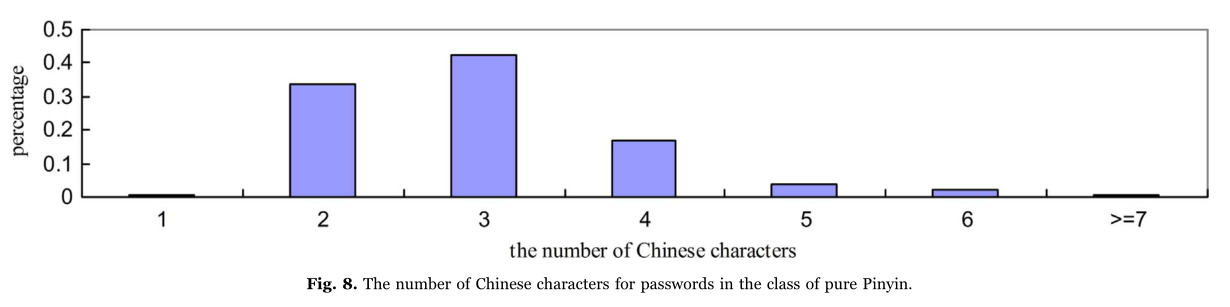 0.5
0.4
0.3
0.2
0.1
0
percentage
1 2 3 4 5 6 >=7
the number of Chinese characters
Fig. 8. The number of Chinese characters for passwords in the class of pure Pinyin.